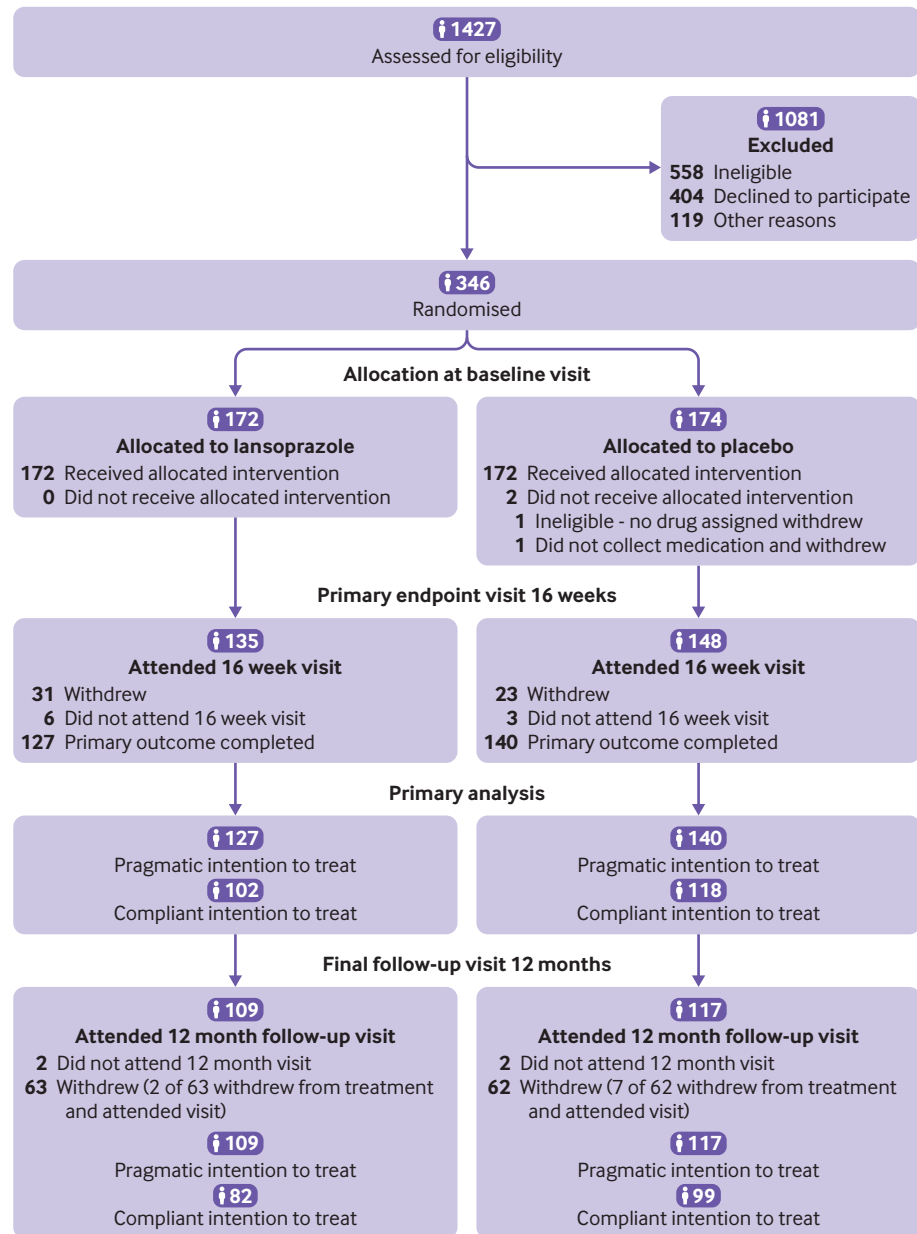 1427
Assessed for eligibility
1081
Excluded
558 Ineligible
404 Declined to participate
119 Other reasons
346
Randomised
Allocation at baseline visit
172
Allocated to lansoprazole
172 Received allocated intervention
0 Did not receive allocated intervention
174
Allocated to placebo
172 Received allocated intervention
2 Did not receive allocated intervention
1 Ineligible - no drug assigned withdrew
1 Did not collect medication and withdrew
Primary endpoint visit 16 weeks
135
Attended 16 week visit
31 Withdrew
6 Did not attend 16 week visit
127 Primary outcome completed
148
Attended 16 week visit
23 Withdrew
3 Did not attend 16 week visit
140 Primary outcome completed
Primary analysis
127
Pragmatic intention to treat
102
Compliant intention to treat
140
Pragmatic intention to treat
118
Compliant intention to treat
Final follow-up visit 12 months
109
Attended 12 month follow-up visit
2 Did not attend 12 month visit
63 Withdrew (2 of 63 withdrew from treatment
and attended visit)
109
Pragmatic intention to treat
82
Compliant intention to treat
117
Attended 12 month follow-up visit
2 Did not attend 12 month visit
62 Withdrew (7 of 62 withdrew from treatment
and attended visit)
117
Pragmatic intention to treat
99
Compliant intention to treat